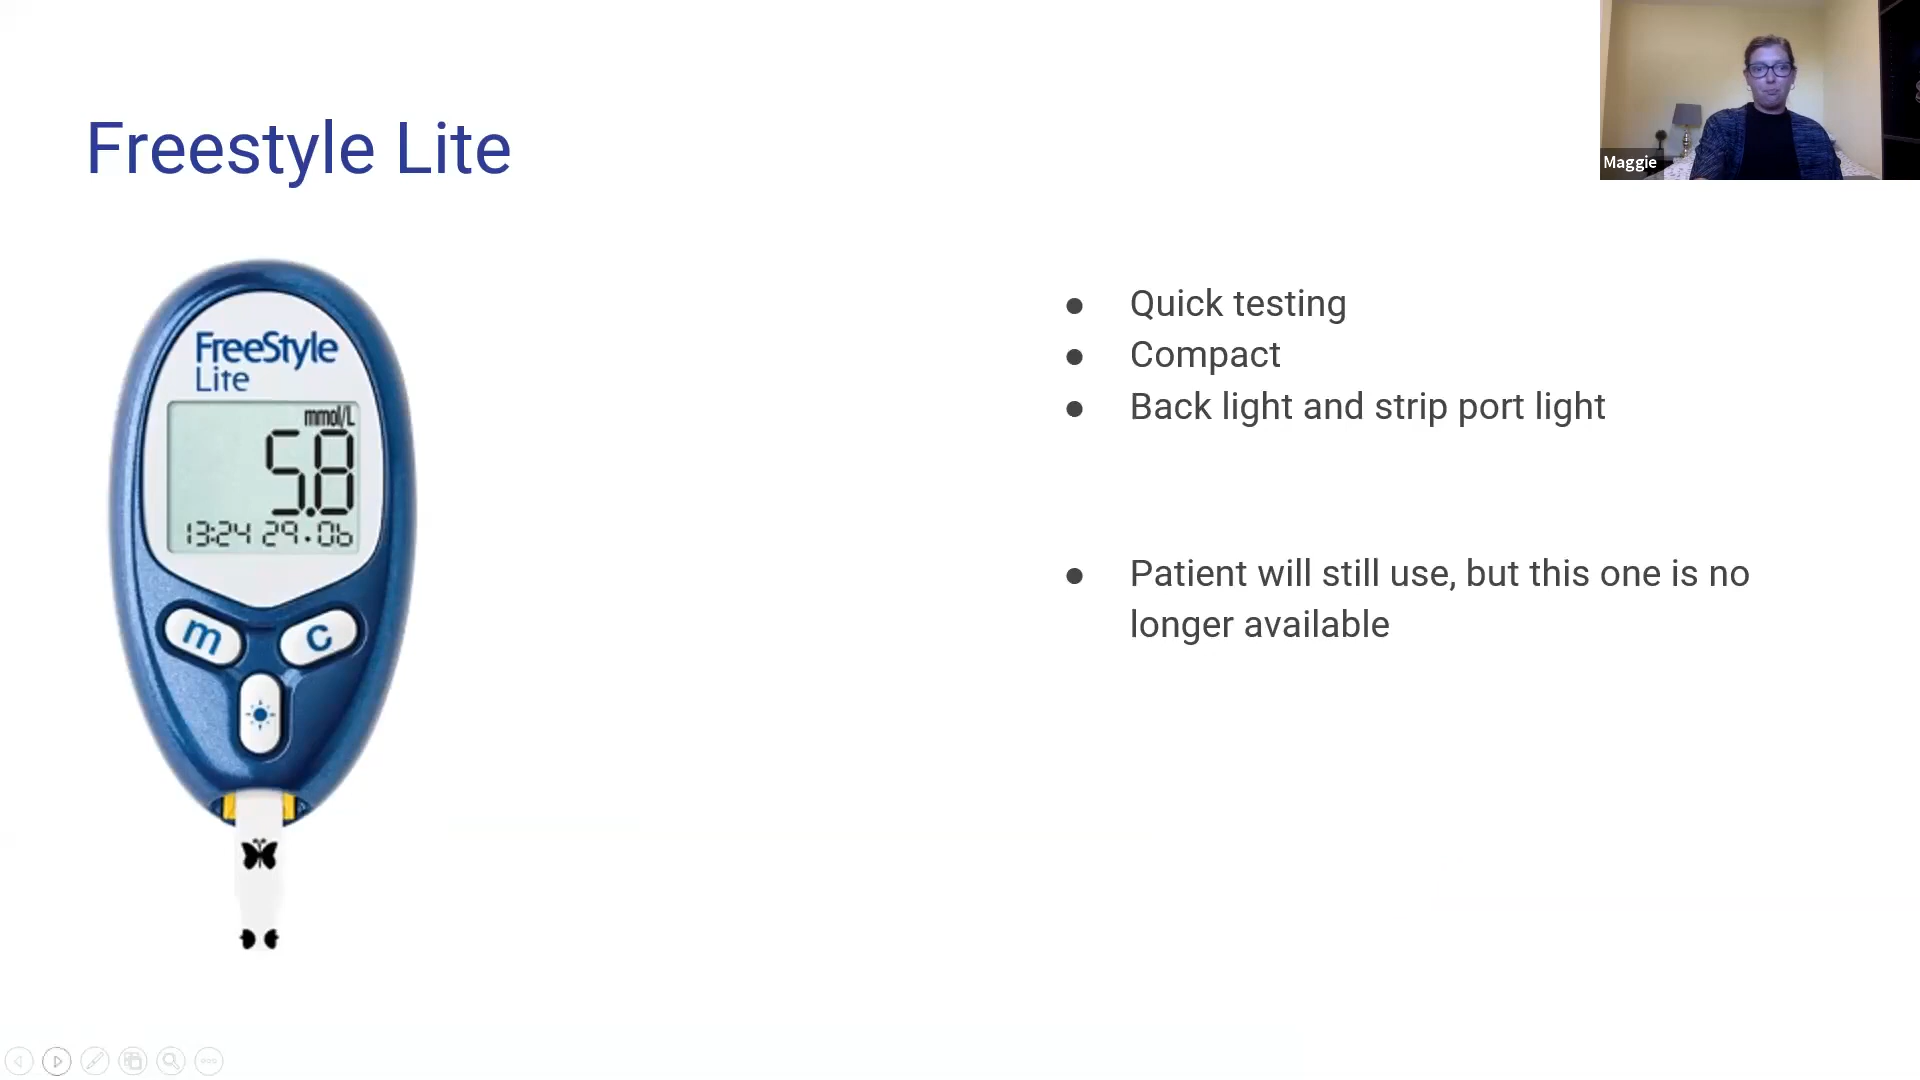 Freestyle Lite
Maggie
FreeStyle
Lite
mmol/L
5.8
13:24 29.06
m c
Quick testing
Compact
Back light and strip port light
Patient will still use, but this one is no
longer available